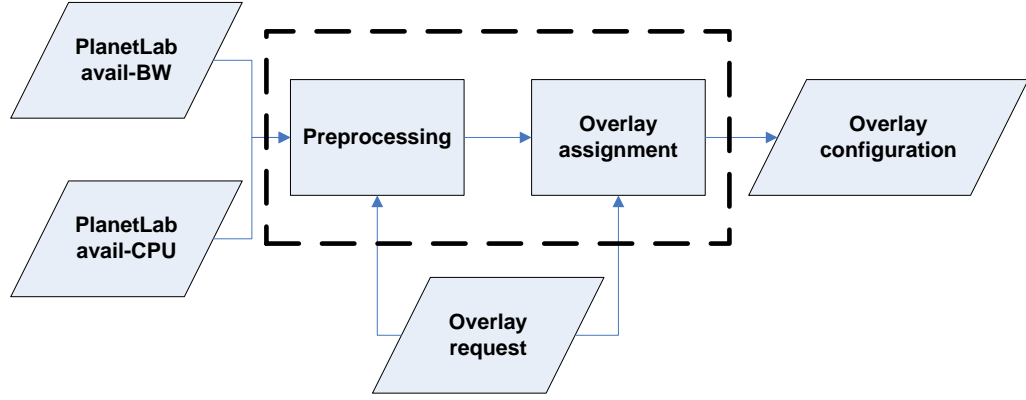 PlanetLab
avail-BW
Preprocessing
Overlay
assignment
Overlay
configuration
PlanetLab
avail-CPU
Overlay
request